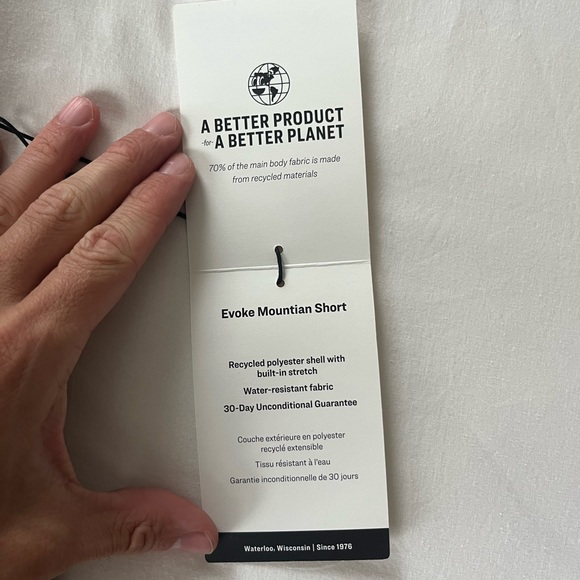 A BETTER PRODUCT
-for- A BETTER PLANET
70% of the main body fabric is made
from recycled materials
Evoke Mountian Short
Recycled polyester shell with
built-in stretch
Water-resistant fabric
30-Day Unconditional Guarantee
Couche extérieure en polyester
recyclé extensible
Tissu résistant à l'eau
Garantie inconditionnelle de 30 jours
Waterloo, Wisconsin | Since 1976